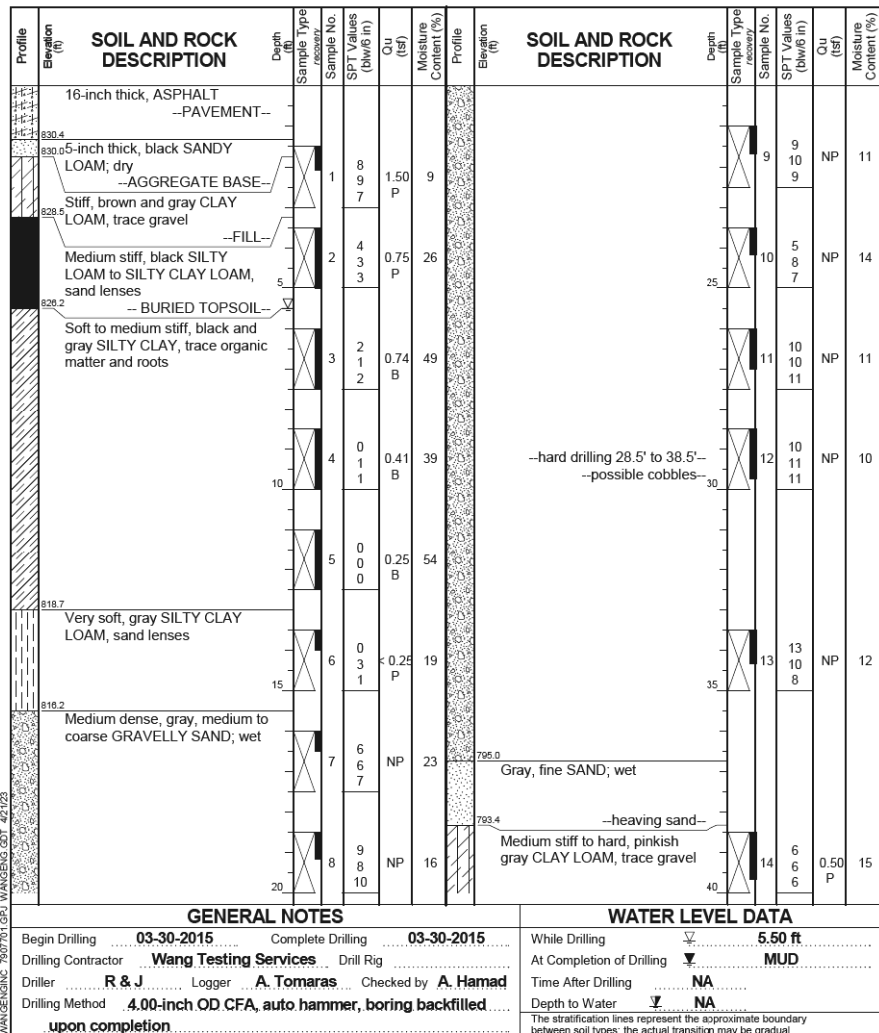 Profile
Elevation (ft)
SOIL AND ROCK DESCRIPTION
Depth (ft)
Sample Type
recovery
Sample No.
SPT Values (blw/6 in)
Qu (tsf)
Moisture Content (%)
16-inch thick, ASPHALT
--PAVEMENT--
830.4
830.0
5-inch thick, black SANDY
LOAM; dry
--AGGREGATE BASE--
1
8
9
7
1.50
P
9
Stiff, brown and gray CLAY
828.5
LOAM, trace gravel
--FILL--
Medium stiff, black SILTY
LOAM to SILTY CLAY LOAM,
sand lenses
5
2
4
3
3
0.75
P
26
826.2
-- BURIED TOPSOIL--
Soft to medium stiff, black and
gray SILTY CLAY, trace organic
matter and roots
3
2
1
2
0.74
B
49
10
4
0
1
1
0.41
B
39
5
0
0
0
0.25
B
54
818.7
Very soft, gray SILTY CLAY
LOAM, sand lenses
15
6
0
3
1
< 0.25
P
19
816.2
Medium dense, gray, medium to
coarse GRAVELLY SAND; wet
7
6
6
7
NP
23
20
8
9
8
10
NP
16
Profile
Elevation (ft)
SOIL AND ROCK DESCRIPTION
Depth (ft)
Sample Type
recovery
Sample No.
SPT Values (blw/6 in)
Qu (tsf)
Moisture Content (%)
9
9
10
9
NP
11
25
10
5
8
7
NP
14
11
10
10
11
NP
11
--hard drilling 28.5' to 38.5'--
--possible cobbles--
30
12
10
11
11
NP
10
35
13
13
10
8
NP
12
795.0
Gray, fine SAND; wet
--heaving sand--
793.4
Medium stiff to hard, pinkish
gray CLAY LOAM, trace gravel
40
14
6
6
6
0.50
P
15
WANGENGINC 7907701.GPJ WANGENG.GDT 4/21/23
GENERAL NOTES
Begin Drilling 03-30-2015 Complete Drilling 03-30-2015
Drilling Contractor Wang Testing Services Drill Rig
Driller R & J Logger A. Tomaras Checked by A. Hamad
Drilling Method 4.00-inch OD CFA, auto hammer, boring backfilled
upon completion
WATER LEVEL DATA
While Drilling 5.50 ft
At Completion of Drilling MUD
Time After Drilling NA
Depth to Water NA
The stratification lines represent the approximate boundary
between soil types; the actual transition may be gradual